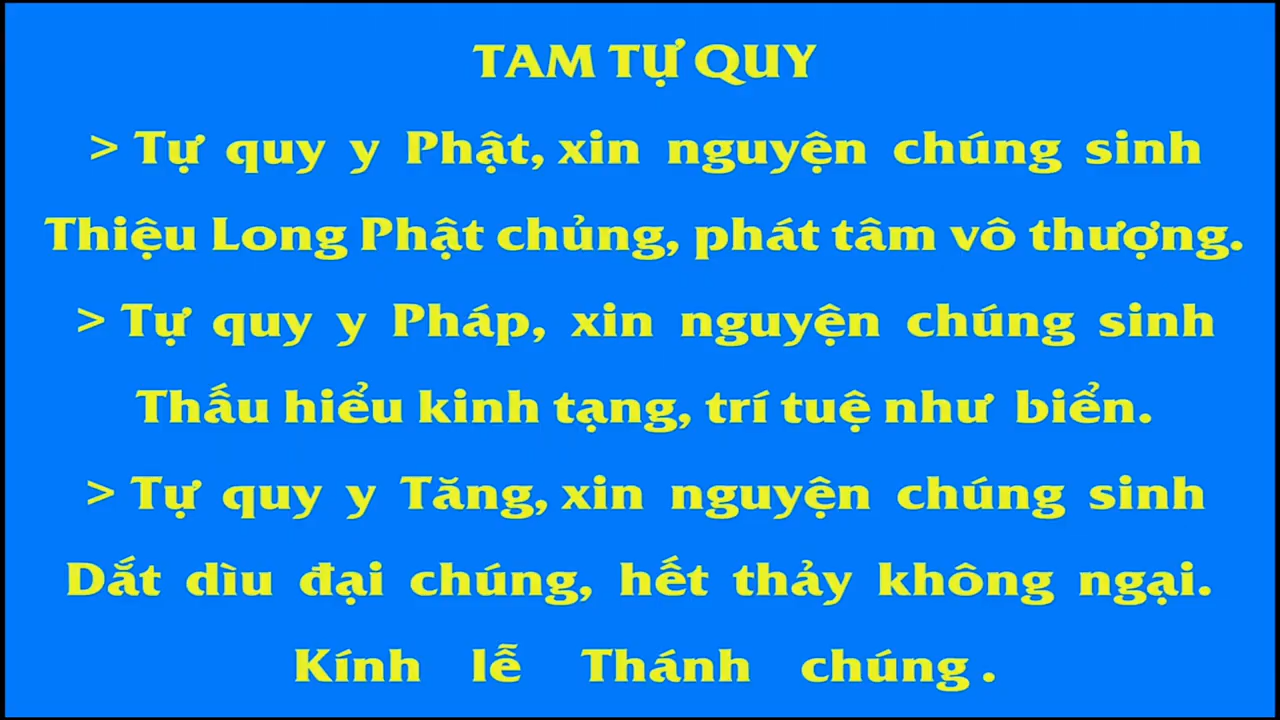 TAM TỰ QUY
> Tự quy y Phật, xin nguyện chúng sinh
Thiệu Long Phật chủng, phát tâm vô thượng.
> Tự quy y Pháp, xin nguyện chúng sinh
Thấu hiểu kinh tạng, trí tuệ như biển.
> Tự quy y Tăng, xin nguyện chúng sinh
Dắt dìu đại chúng, hết thảy không ngại.
Kính lễ Thánh chúng.